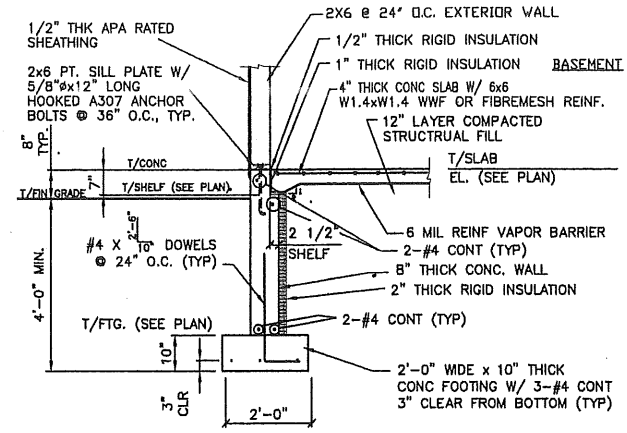 1/2" THK APA RATED
SHEATHING
2x6 PT. SILL PLATE W/
5/8"øx12" LONG
HOOKED A307 ANCHOR
BOLTS @ 36" O.C., TYP.
8"
TYP.
T/CONC
T/SHELF (SEE PLAN).
7"
T/FIN GRADE
4'-0" MIN.
#4 X 2'-6"/10" DOWELS
@ 24" O.C. (TYP)
T/FTG. (SEE PLAN)
10"
3"
CLR
2'-0"
2X6 @ 24" O.C. EXTERIOR WALL
1/2" THICK RIGID INSULATION
1" THICK RIGID INSULATION
BASEMENT
4" THICK CONC SLAB W/ 6x6
W1.4xW1.4 WWF OR FIBREMESH REINF.
12" LAYER COMPACTED
STRUCTRUAL FILL
T/SLAB
EL. (SEE PLAN)
6 MIL REINF VAPOR BARRIER
2 1/2"
SHELF
2-#4 CONT (TYP)
8" THICK CONC. WALL
2" THICK RIGID INSULATION
2-#4 CONT (TYP)
2'-0" WIDE x 10" THICK
CONC FOOTING W/ 3-#4 CONT
3" CLEAR FROM BOTTOM (TYP)